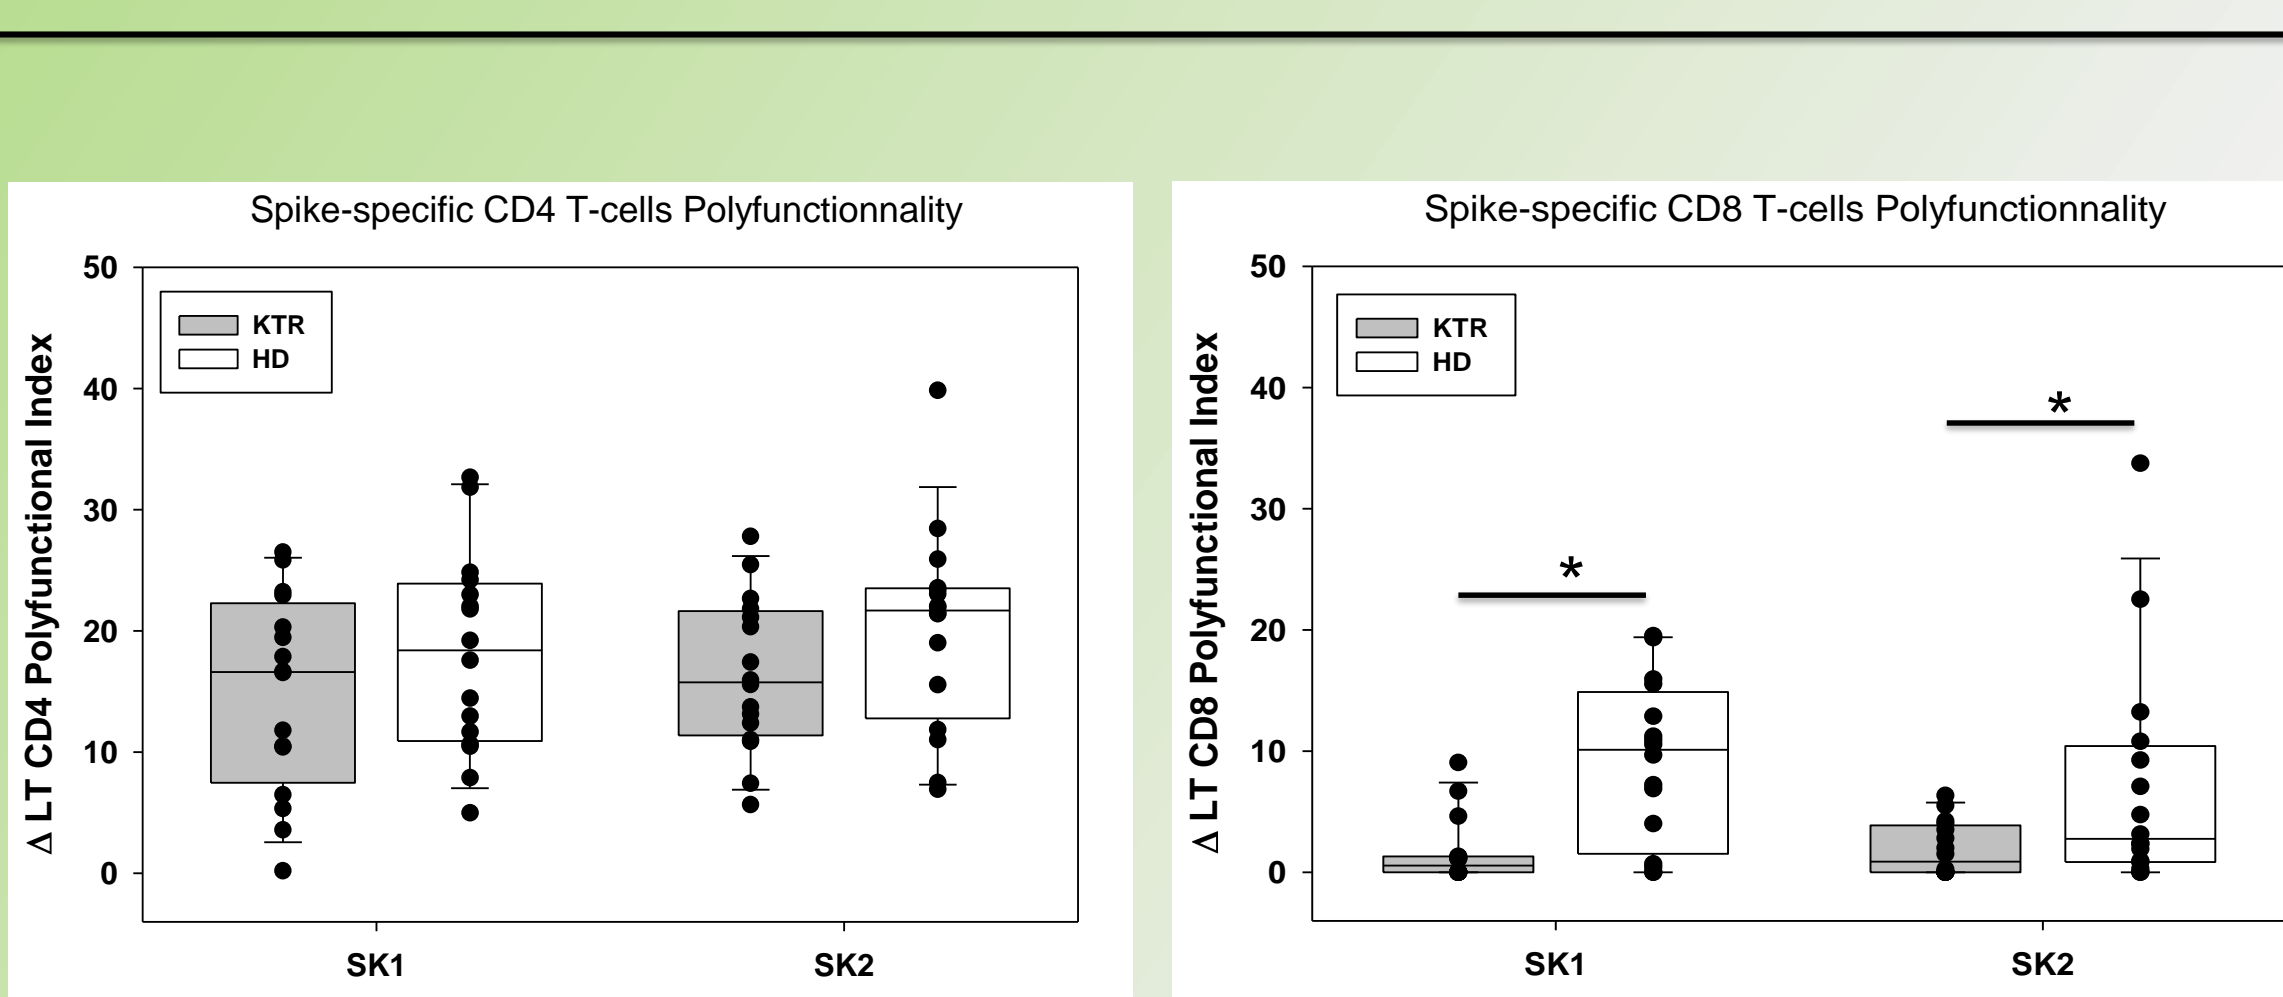 Spike-specific CD4 T-cells Polyfunctionnality
Δ LT CD4 Polyfunctional Index
50
40
30
20
10
0
KTR
HD
SK1
SK2
Spike-specific CD8 T-cells Polyfunctionnality
Δ LT CD8 Polyfunctional Index
50
40
30
20
10
0
KTR
HD
*
*
SK1
SK2